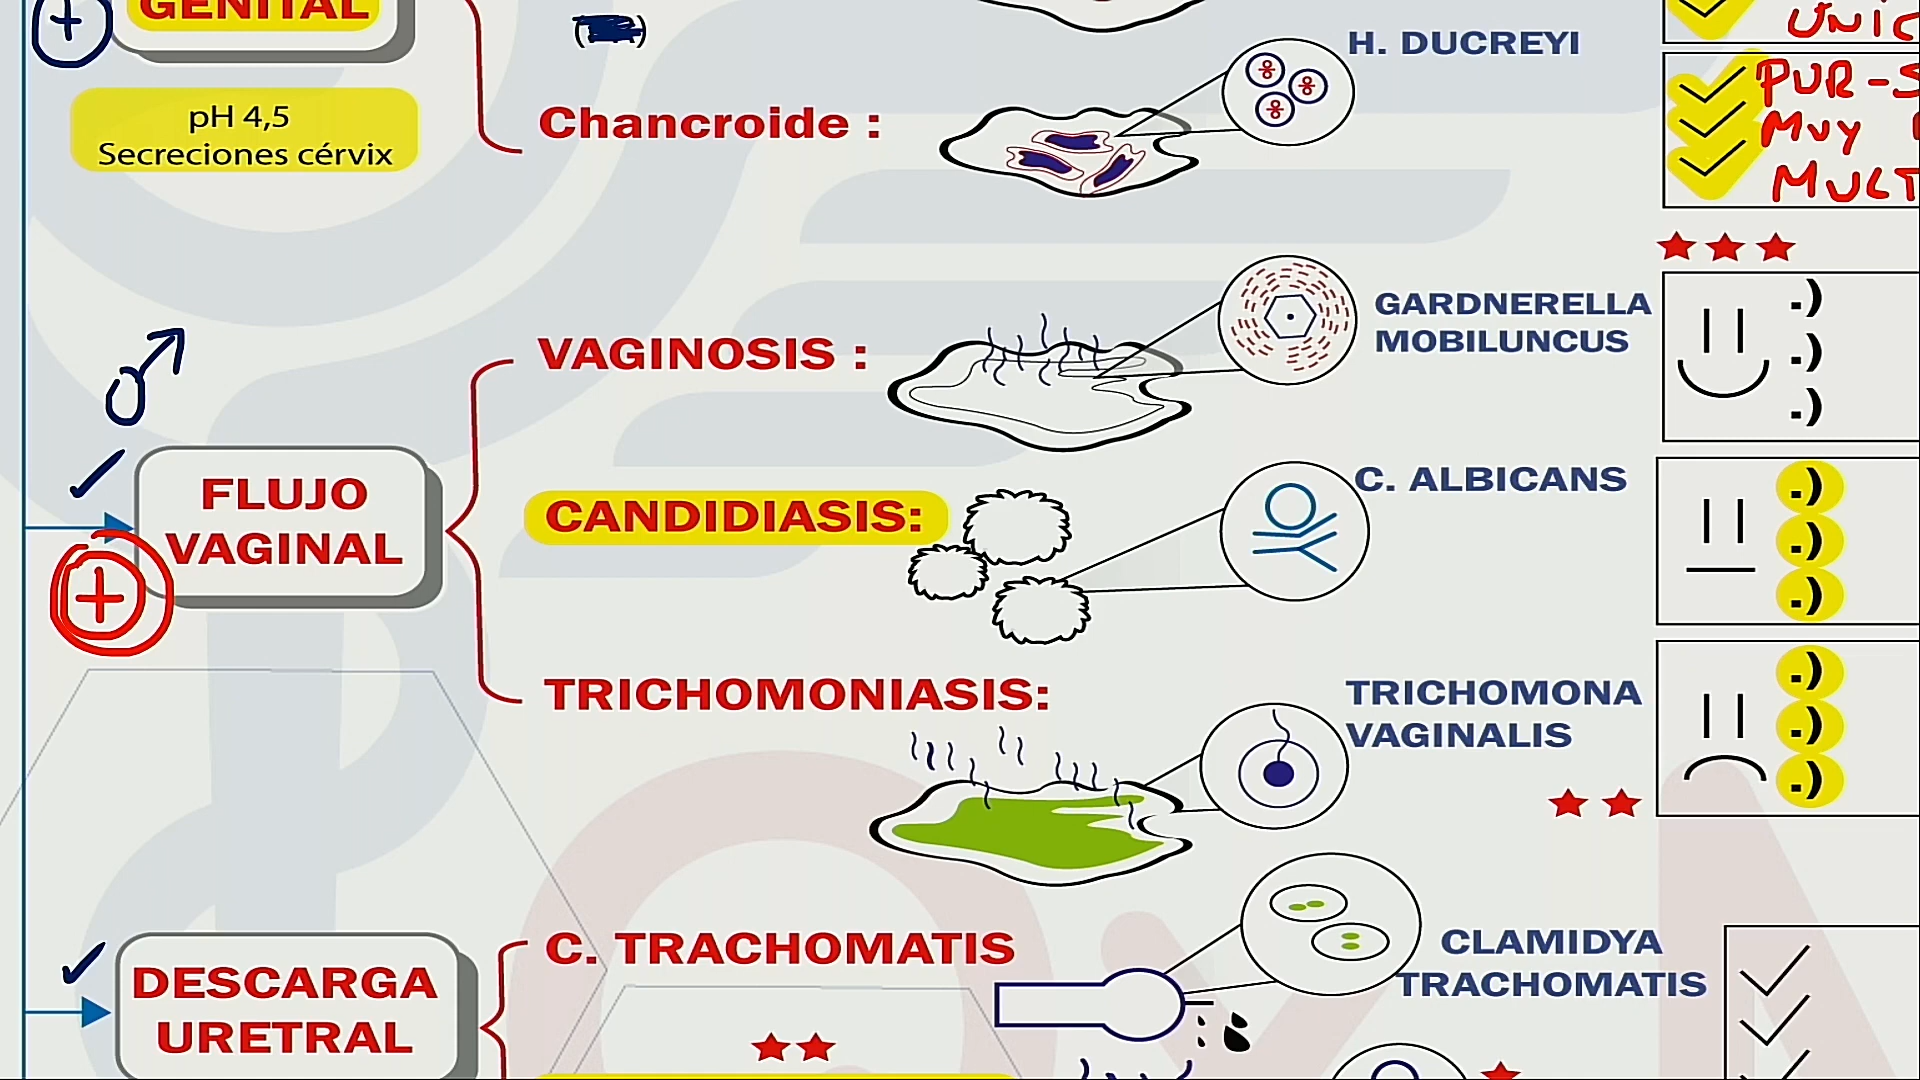 GENITAL
pH 4,5
Secreciones cérvix
Chancroide :
H. DUCREYI
PUR-S
MUY
MULT
VAGINOSIS :
GARDNERELLA
MOBILUNCUS
.)
.)
.)
FLUJO
VAGINAL
CANDIDIASIS:
C. ALBICANS
.)
.)
.)
TRICHOMONIASIS:
TRICHOMONA
VAGINALIS
.)
.)
.)
DESCARGA
URETRAL
C. TRACHOMATIS
CLAMIDYA
TRACHOMATIS